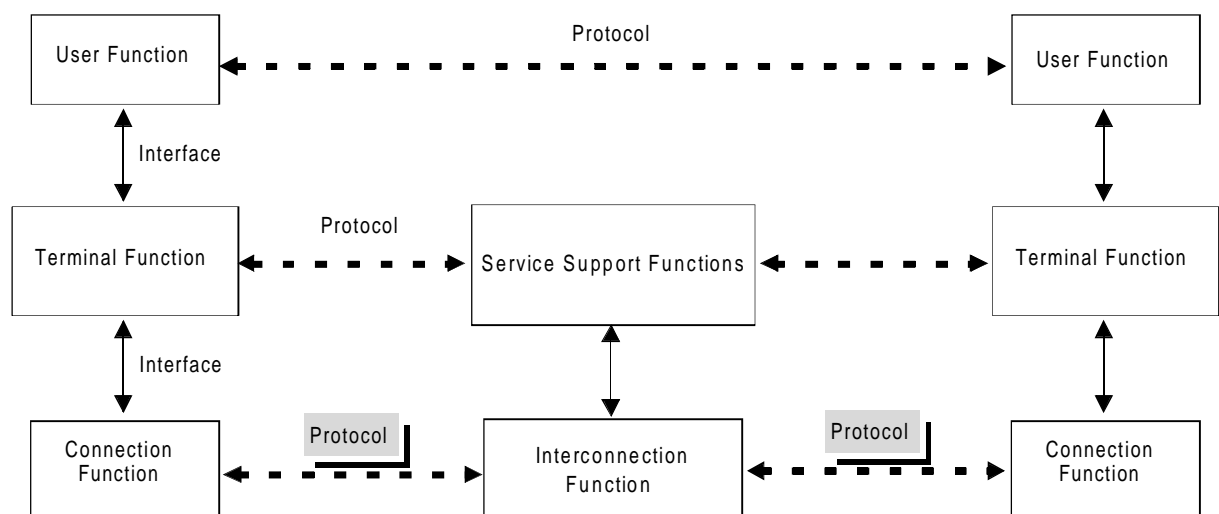 Protocol
User Function
User Function
Interface
Protocol
Terminal Function
Service Support Functions
Terminal Function
Interface
Protocol
Protocol
Connection
Function
Interconnection
Function
Connection
Function